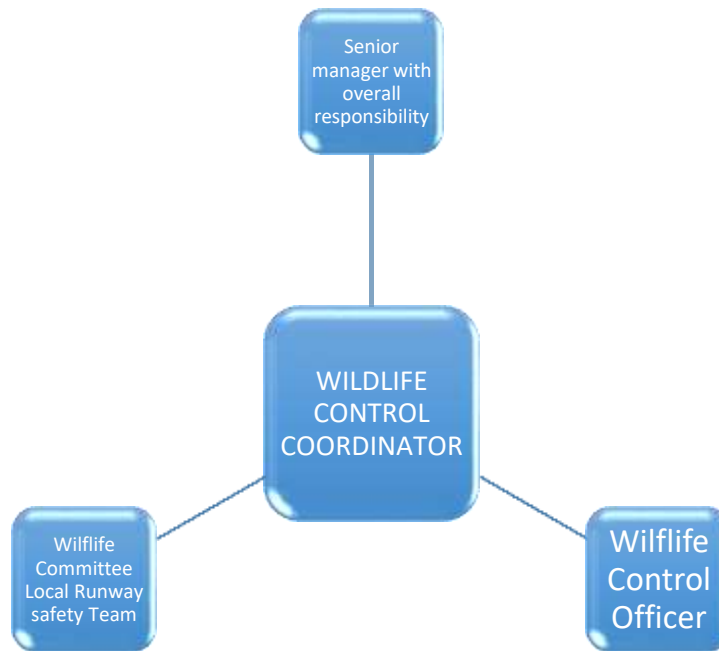 Senior
manager with
overall
responsibility
WILDLIFE
CONTROL
COORDINATOR
Wilflife
Committee
Local Runway
safety Team
Wilflife
Control
Officer